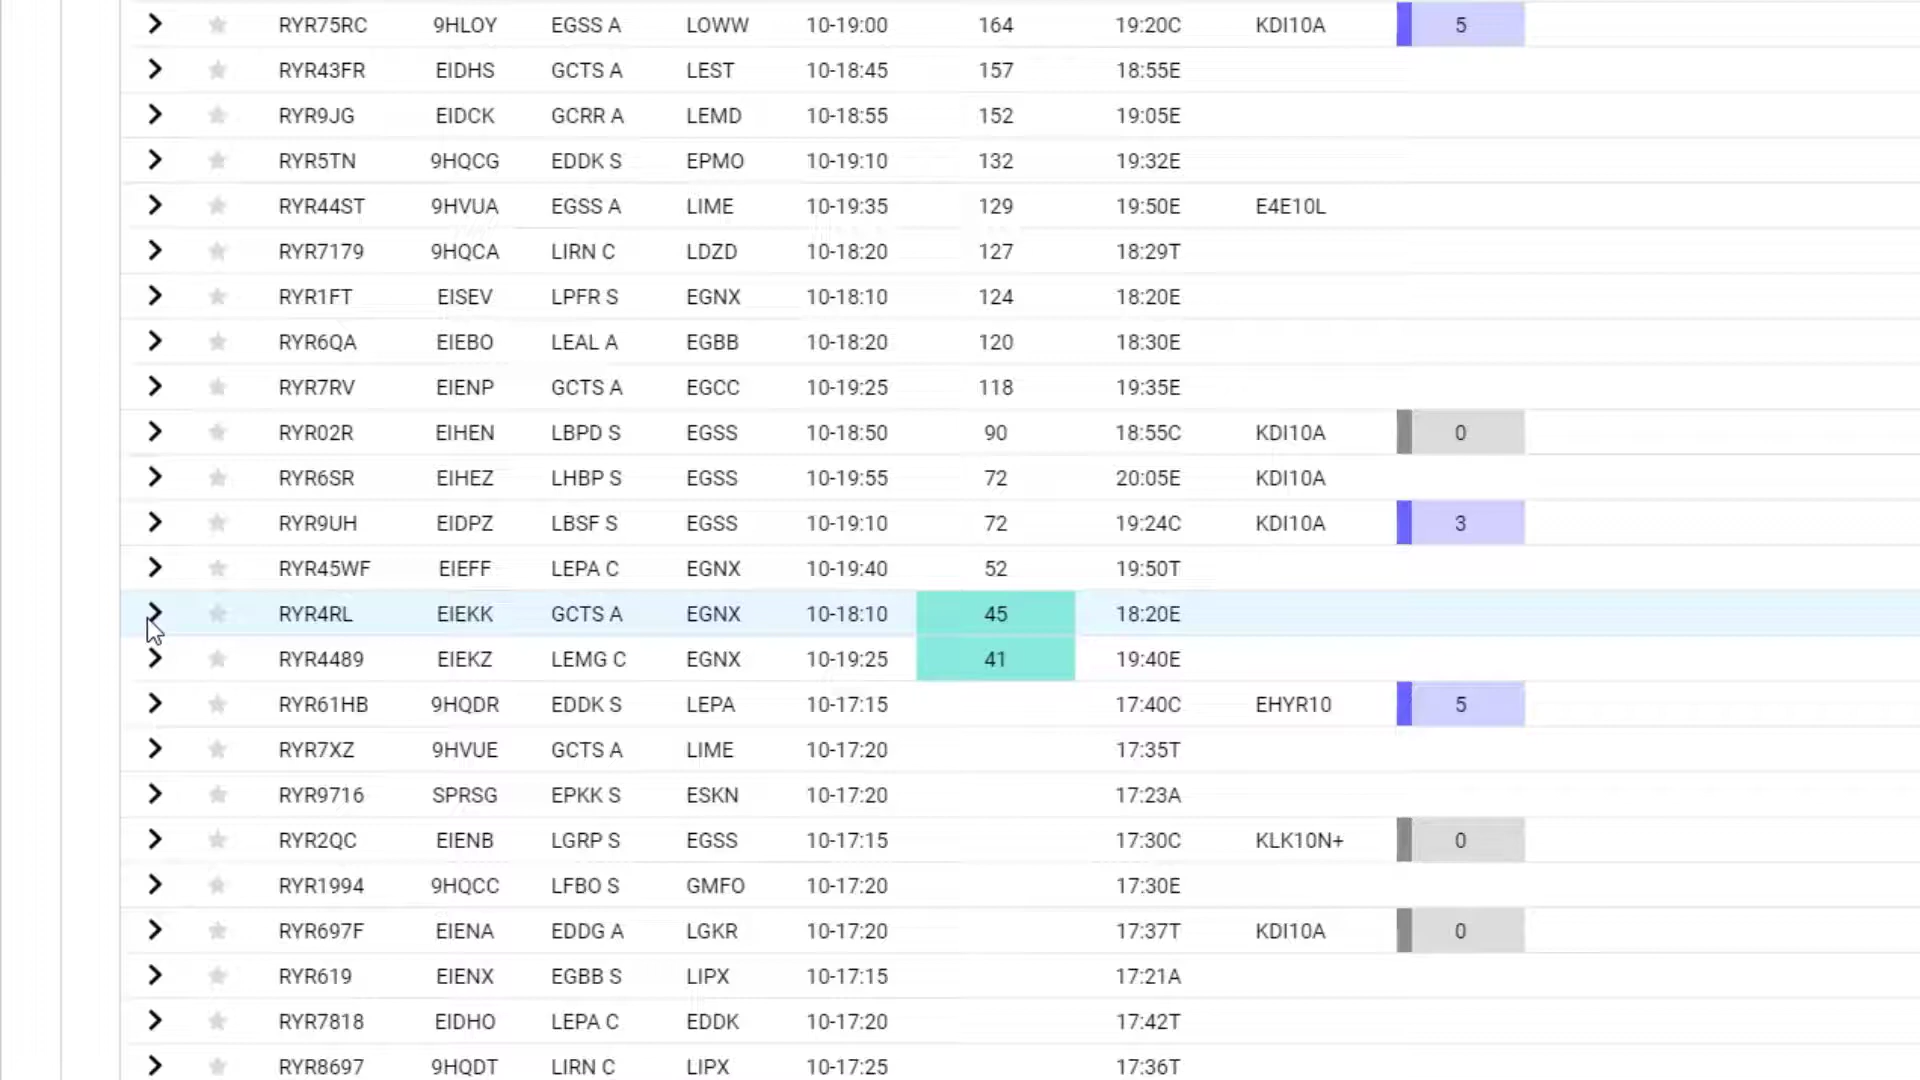 RYR75RC 9HLOY EGSS A LOWW 10-19:00 164 19:20C KDI10A 5
RYR43FR EIDHS GCTS A LEST 10-18:45 157 18:55E
RYR9JG EIDCK GCRR A LEMD 10-18:55 152 19:05E
RYR5TN 9HQCG EDDK S EPMO 10-19:10 132 19:32E
RYR44ST 9HVUA EGSS A LIME 10-19:35 129 19:50E E4E10L
RYR7179 9HQCA LIRN C LDZD 10-18:20 127 18:29T
RYR1FT EISEV LPFR S EGNX 10-18:10 124 18:20E
RYR6QA EIEBO LEAL A EGBB 10-18:20 120 18:30E
RYR7RV EIENP GCTS A EGCC 10-19:25 118 19:35E
RYR02R EIHEN LBPD S EGSS 10-18:50 90 18:55C KDI10A 0
RYR6SR EIHEZ LHBP S EGSS 10-19:55 72 20:05E KDI10A
RYR9UH EIDPZ LBSF S EGSS 10-19:10 72 19:24C KDI10A 3
RYR45WF EIEFF LEPA C EGNX 10-19:40 52 19:50T
RYR4RL EIEKK GCTS A EGNX 10-18:10 45 18:20E
RYR4489 EIEKZ LEMG C EGNX 10-19:25 41 19:40E
RYR61HB 9HQDR EDDK S LEPA 10-17:15 17:40C EHYR10 5
RYR7XZ 9HVUE GCTS A LIME 10-17:20 17:35T
RYR9716 SPRSG EPKK S ESKN 10-17:20 17:23A
RYR2QC EIENB LGRP S EGSS 10-17:15 17:30C KLK10N+ 0
RYR1994 9HQCC LFBO S GMFO 10-17:20 17:30E
RYR697F EIENA EDDG A LGKR 10-17:20 17:37T KDI10A 0
RYR619 EIENX EGBB S LIPX 10-17:15 17:21A
RYR7818 EIDHO LEPA C EDDK 10-17:20 17:42T
RYR8697 9HQDT LIRN C LIPX 10-17:25 17:36T